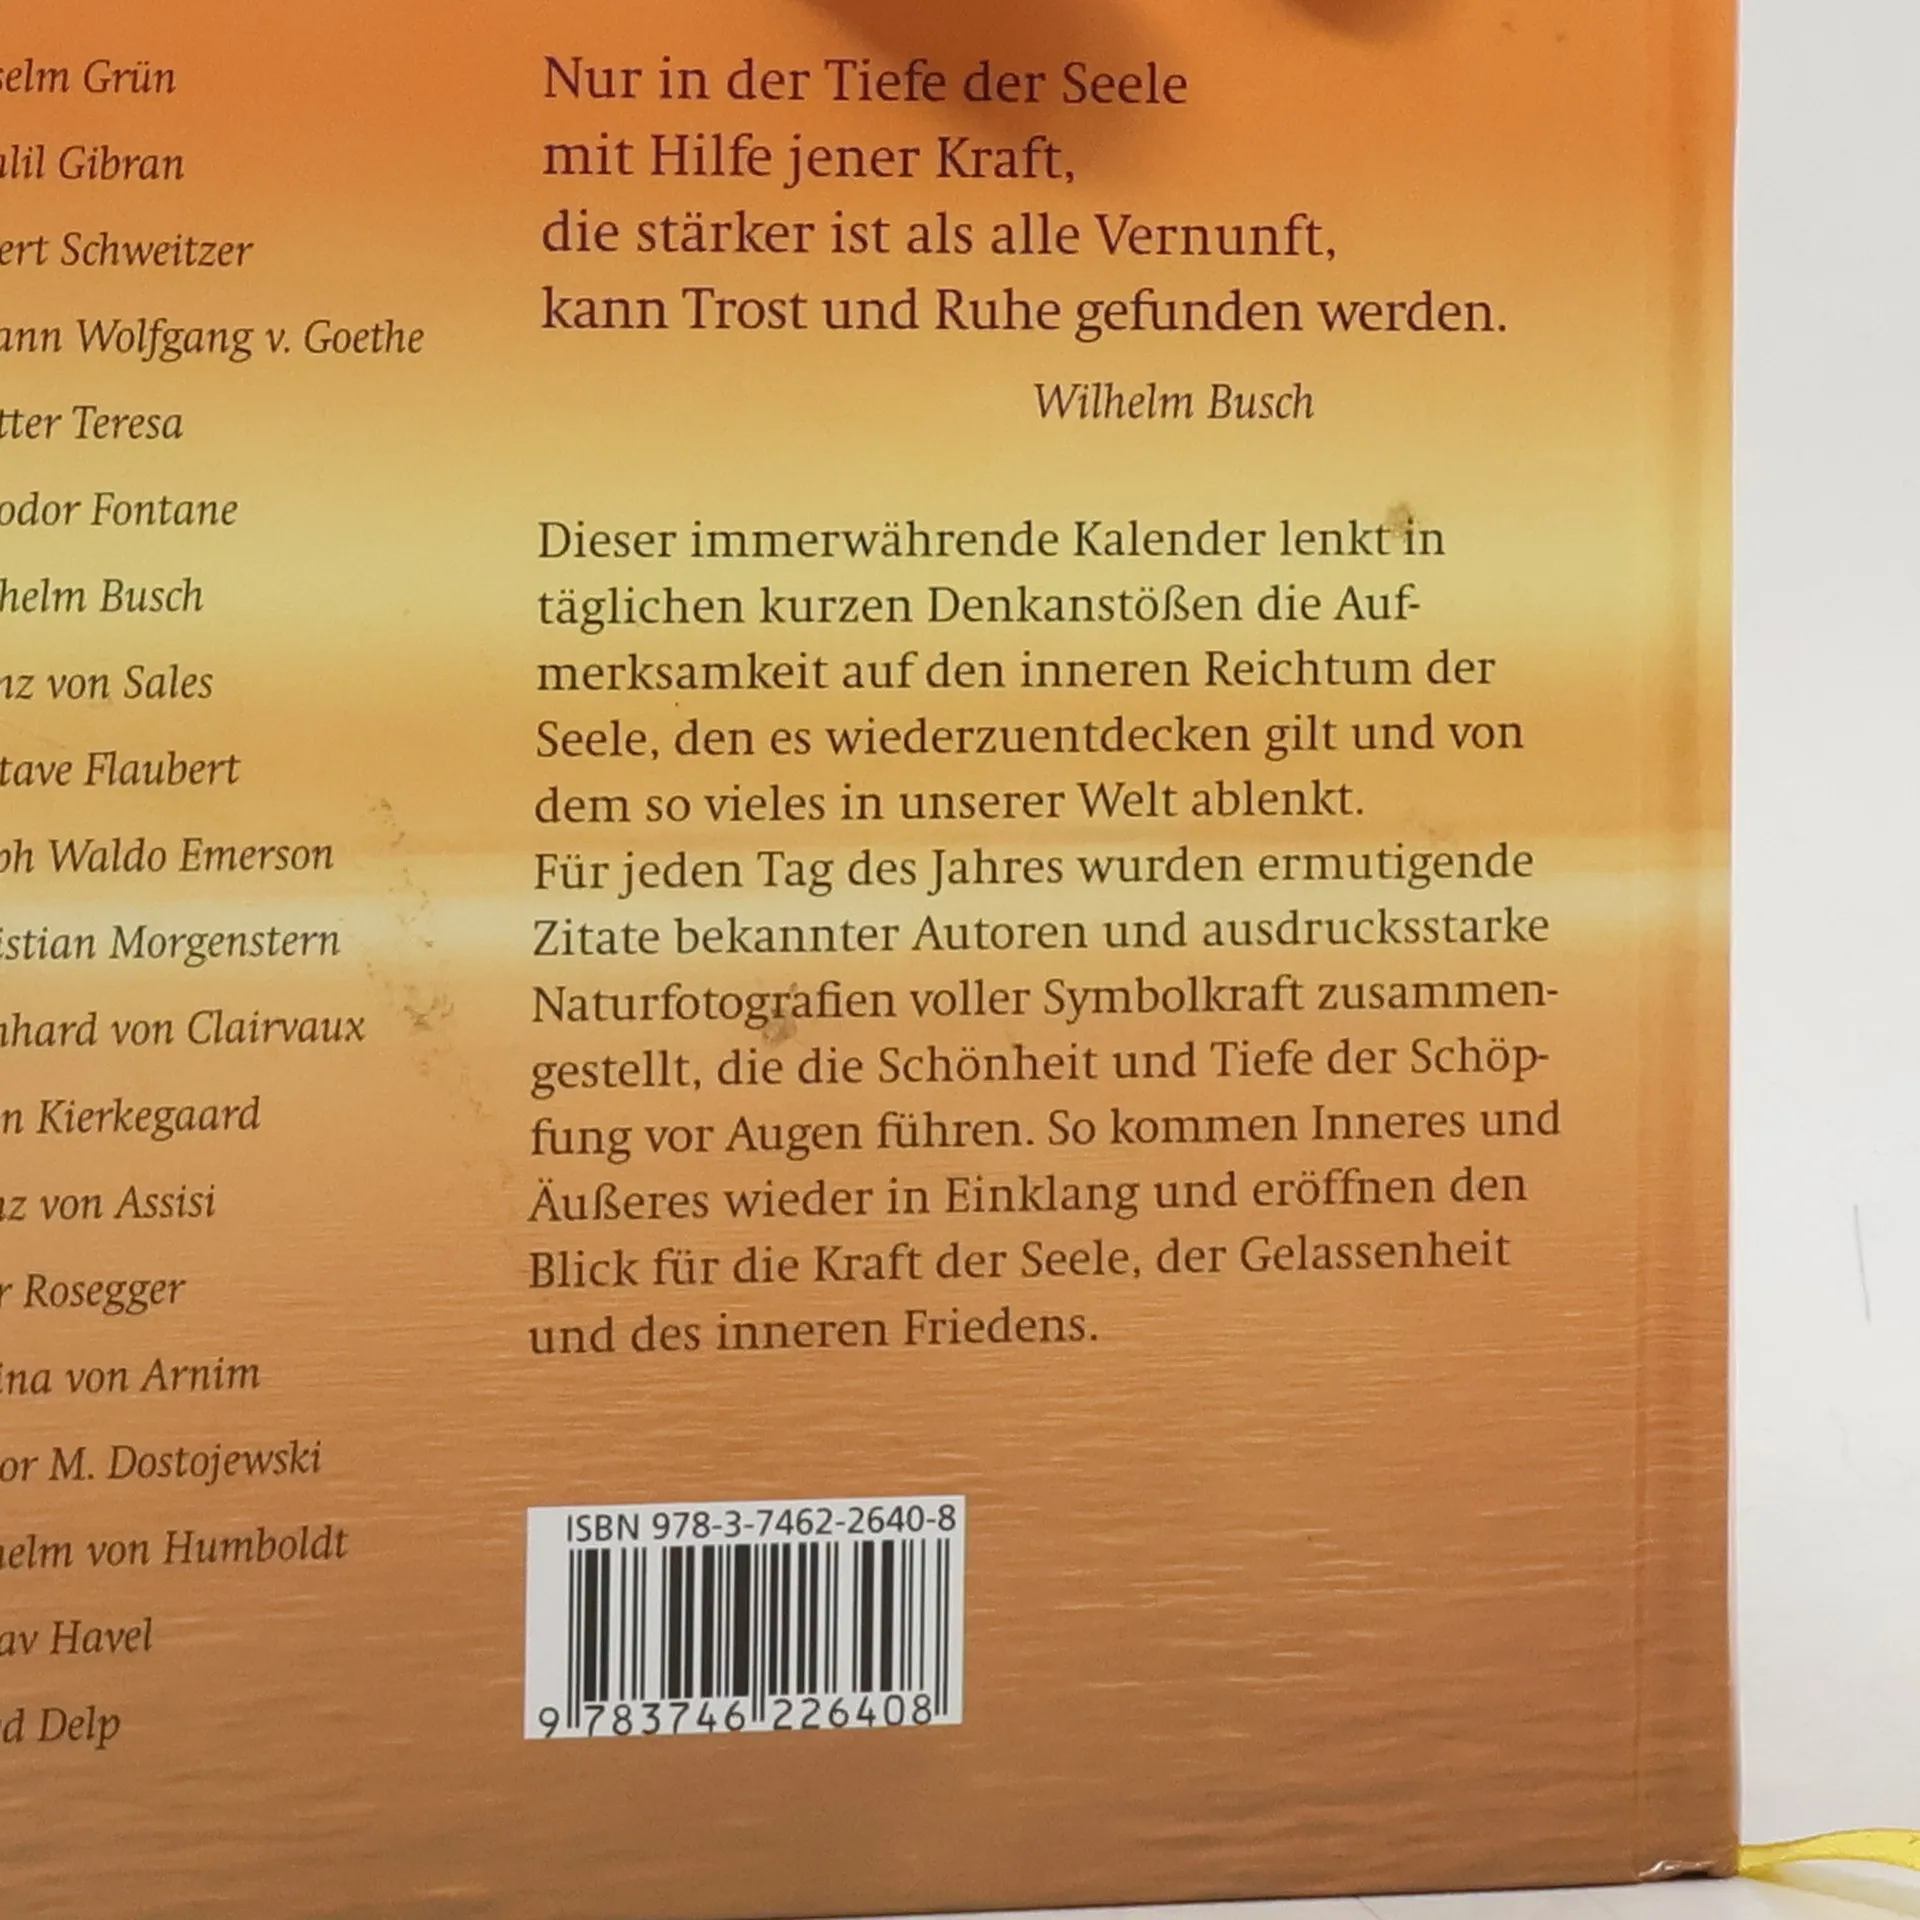 selm Grün
alil Gibran
ert Schweitzer
ann Wolfgang v. Goethe
tter Teresa
odor Fontane
helm Busch
nz von Sales
tave Flaubert
ph Waldo Emerson
istian Morgenstern
nhard von Clairvaux
n Kierkegaard
nz von Assisi
r Rosegger
ina von Arnim
or M. Dostojewski
helm von Humboldt
av Havel
d Delp
Nur in der Tiefe der Seele
mit Hilfe jener Kraft,
die stärker ist als alle Vernunft,
kann Trost und Ruhe gefunden werden.
Wilhelm Busch
Dieser immerwährende Kalender lenkt in
täglichen kurzen Denkanstößen die Auf-
merksamkeit auf den inneren Reichtum der
Seele, den es wiederzuentdecken gilt und von
dem so vieles in unserer Welt ablenkt.
Für jeden Tag des Jahres wurden ermutigende
Zitate bekannter Autoren und ausdrucksstarke
Naturfotografien voller Symbolkraft zusammen-
gestellt, die die Schönheit und Tiefe der Schöp-
fung vor Augen führen. So kommen Inneres und
Äußeres wieder in Einklang und eröffnen den
Blick für die Kraft der Seele, der Gelassenheit
und des inneren Friedens.
ISBN 978-3-7462-2640-8
9 783746 226408